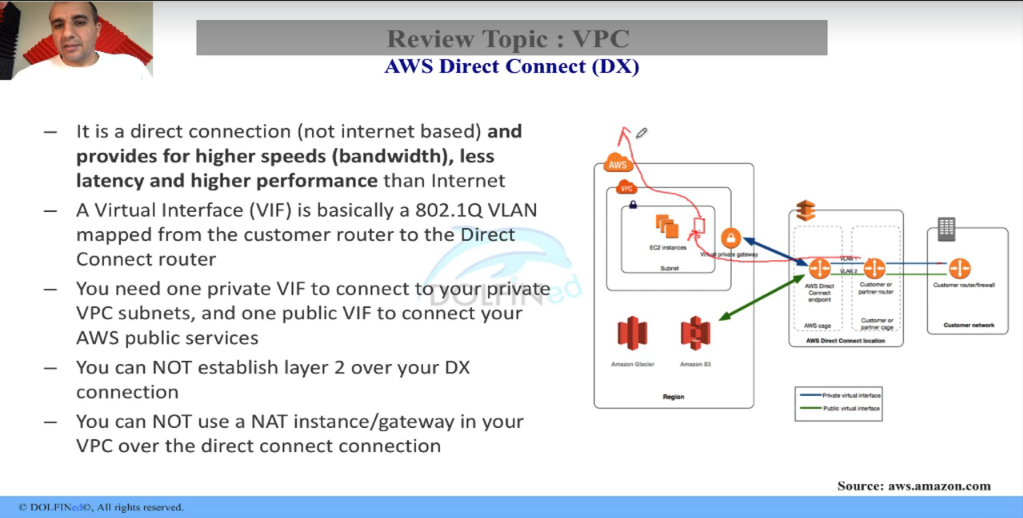 Review Topic : VPC
AWS Direct Connect (DX)
– It is a direct connection (not internet based) and
provides for higher speeds (bandwidth), less
latency and higher performance than Internet
– A Virtual Interface (VIF) is basically a 802.1Q VLAN
mapped from the customer router to the Direct
Connect router
– You need one private VIF to connect to your private
VPC subnets, and one public VIF to connect your
AWS public services
– You can NOT establish layer 2 over your DX
connection
– You can NOT use a NAT instance/gateway in your
VPC over the direct connect connection
DOLFINed
AWS
VPC
EC2 instances
Subnet
Virtual private gateway
Amazon Glacier
Amazon S3
Region
VLAN 1
VLAN 2
AWS Direct
Connect
endpoint
Customer or
partner router
AWS cage
Customer or
partner cage
AWS Direct Connect location
Customer router/firewall
Customer network
Private virtual interface
Public virtual interface
Source: aws.amazon.com
© DOLFINed©, All rights reserved.